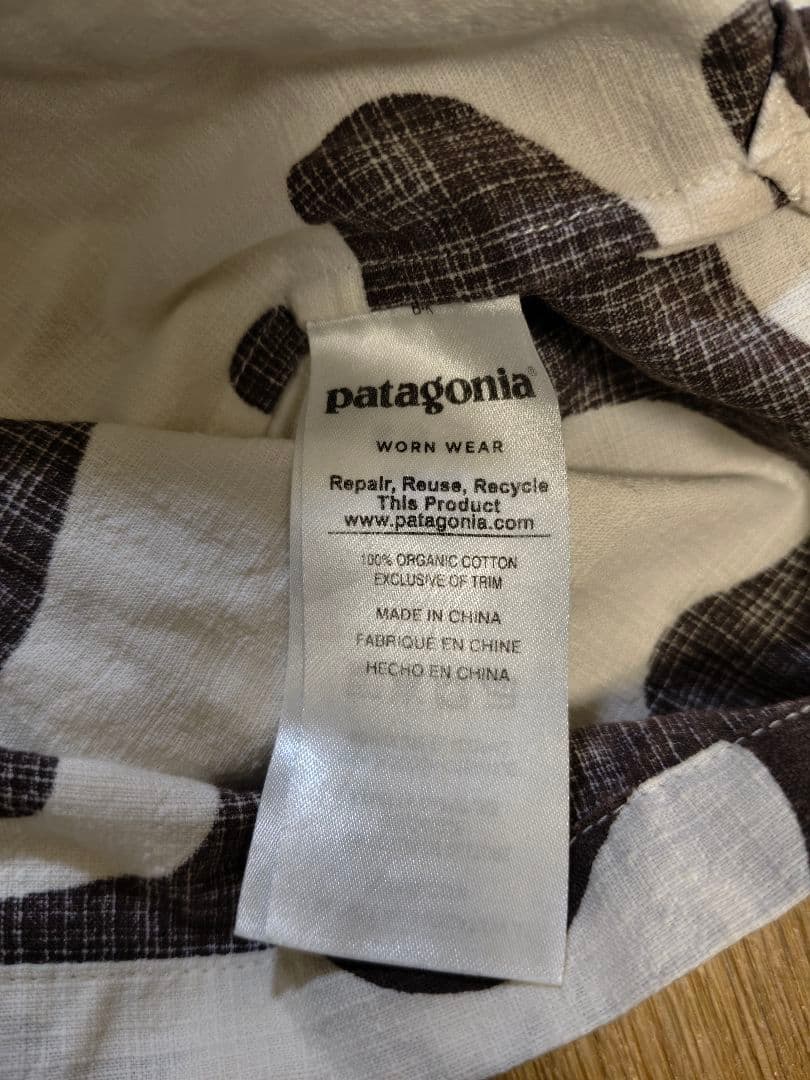 patagonia®
WORN WEAR
Repair, Reuse, Recycle
This Product
www.patagonia.com
100% ORGANIC COTTON
EXCLUSIVE OF TRIM
MADE IN CHINA
FABRIQUE EN CHINE
HECHO EN CHINA